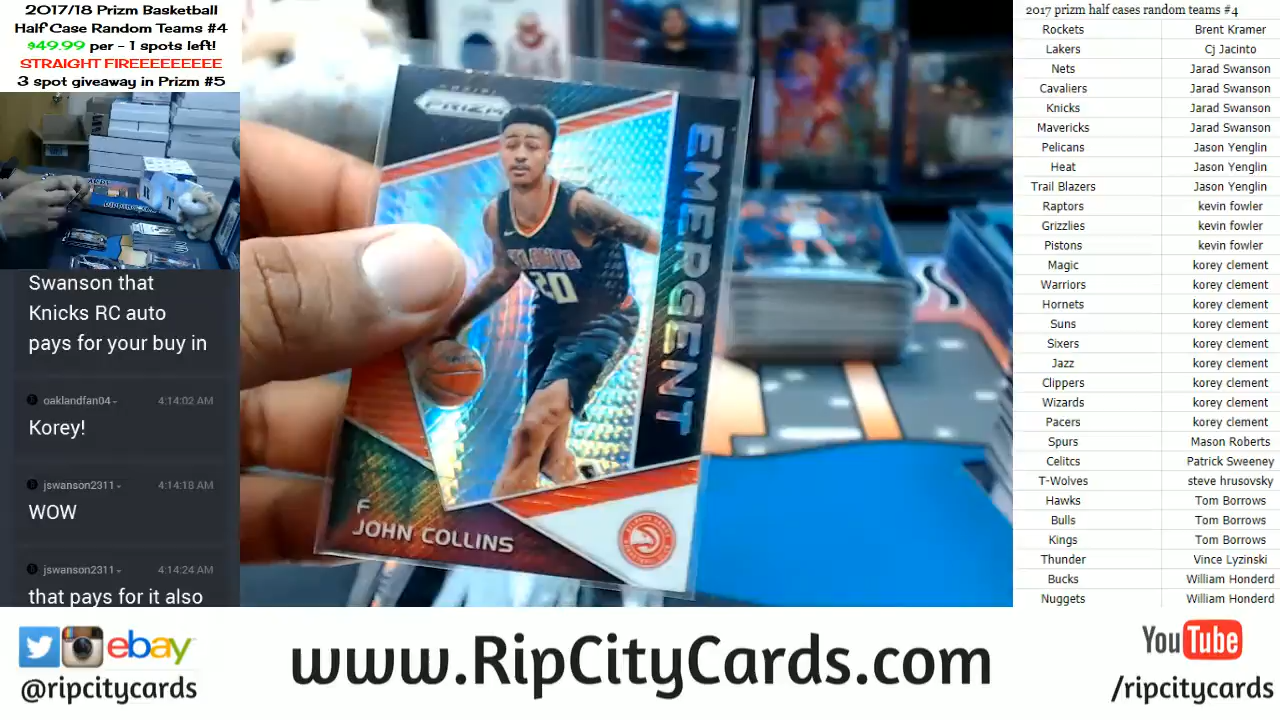 2017/18 Prizm Basketball
Half Case Random Teams #4
$49.99 per - 1 spots left!
STRAIGHT FIREEEEEEEEE
3 spot giveaway in Prizm #5
Swanson that
Knicks RC auto
pays for your buy in
oaklandfan04
4:14:02 AM
Korey!
jswanson2311
4:14:18 AM
WOW
jswanson2311
4:14:24 AM
that pays for it also
PANINI
PRIZM
EMERGENT
ATLANTA
20
F
JOHN COLLINS
2017 prizm half cases random teams #4
Rockets Brent Kramer
Lakers Cj Jacinto
Nets Jarad Swanson
Cavaliers Jarad Swanson
Knicks Jarad Swanson
Mavericks Jarad Swanson
Pelicans Jason Yenglin
Heat Jason Yenglin
Trail Blazers Jason Yenglin
Raptors kevin fowler
Grizzlies kevin fowler
Pistons kevin fowler
Magic korey clement
Warriors korey clement
Hornets korey clement
Suns korey clement
Sixers korey clement
Jazz korey clement
Clippers korey clement
Wizards korey clement
Pacers korey clement
Spurs Mason Roberts
Celitcs Patrick Sweeney
T-Wolves steve hrusovsky
Hawks Tom Borrows
Bulls Tom Borrows
Kings Tom Borrows
Thunder Vince Lyzinski
Bucks William Honderd
Nuggets William Honderd
ebay
@ripcitycards
www.RipCityCards.com
YouTube
/ripcitycards